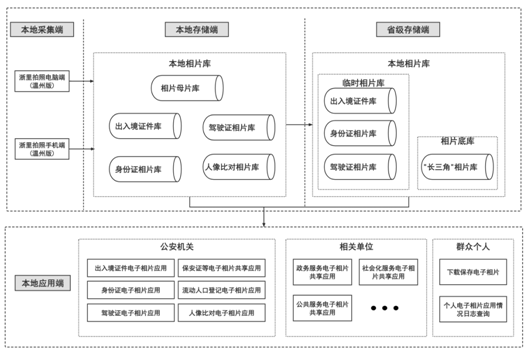 本地采集端
本地存储端
省级存储端
浙里拍照电脑端
(温州版)
浙里拍照手机端
(温州版)
本地相片库
相片母片库
出入境证件库
驾驶证相片库
身份证相片库
人像比对相片库
本地相片库
临时相片库
出入境证件库
身份证相片库
驾驶证相片库
相片底库
“长三角”相片库
本地应用端
公安机关
出入境证件电子相片应用
保安证等电子相片共享应用
身份证电子相片应用
流动人口登记电子相片应用
驾驶证电子相片应用
人像比对电子相片应用
相关单位
政务服务电子相片
共享应用
社会化服务电子相
片共享应用
公共服务电子相片
共享应用
群众个人
下载保存电子相片
个人电子相片应用情
况日志查询